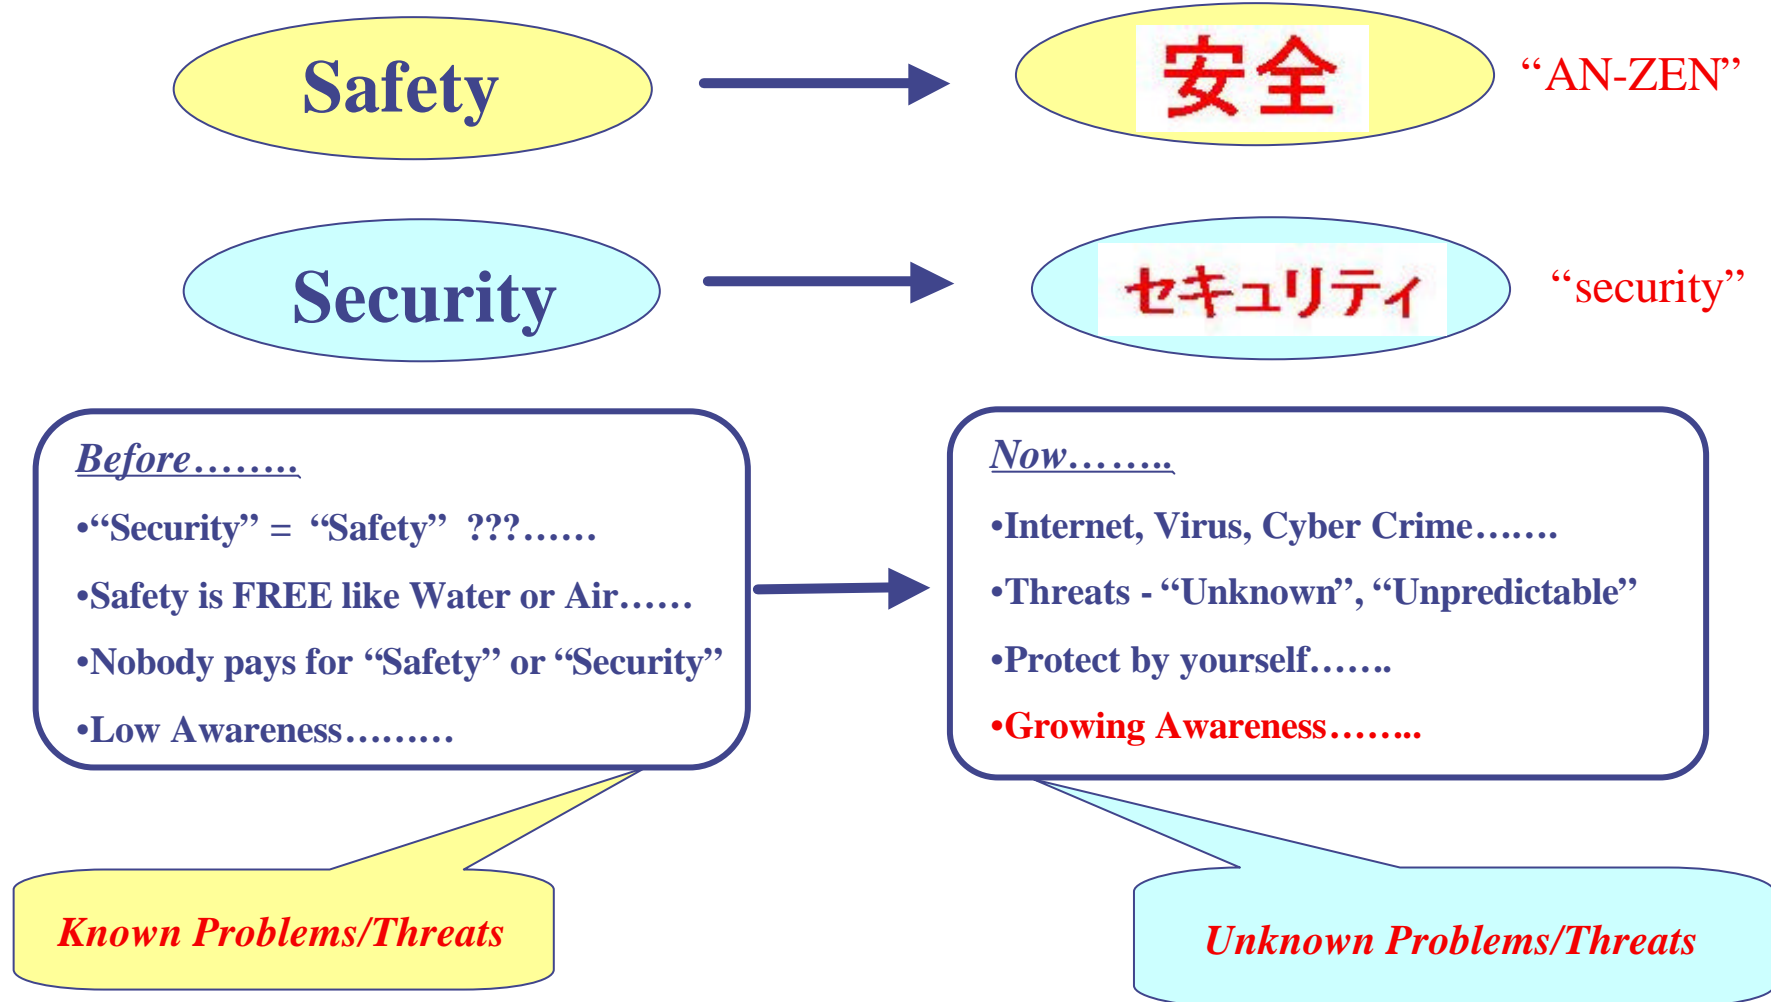 Safety
安全
“AN-ZEN”
Security
セキュリティ
“security”
Before……..
•“Security” = “Safety” ???……
•Safety is FREE like Water or Air……
•Nobody pays for “Safety” or “Security”
•Low Awareness………
Now……..
•Internet, Virus, Cyber Crime…….
•Threats - “Unknown”, “Unpredictable”
•Protect by yourself…….
•Growing Awareness……..
Known Problems/Threats
Unknown Problems/Threats